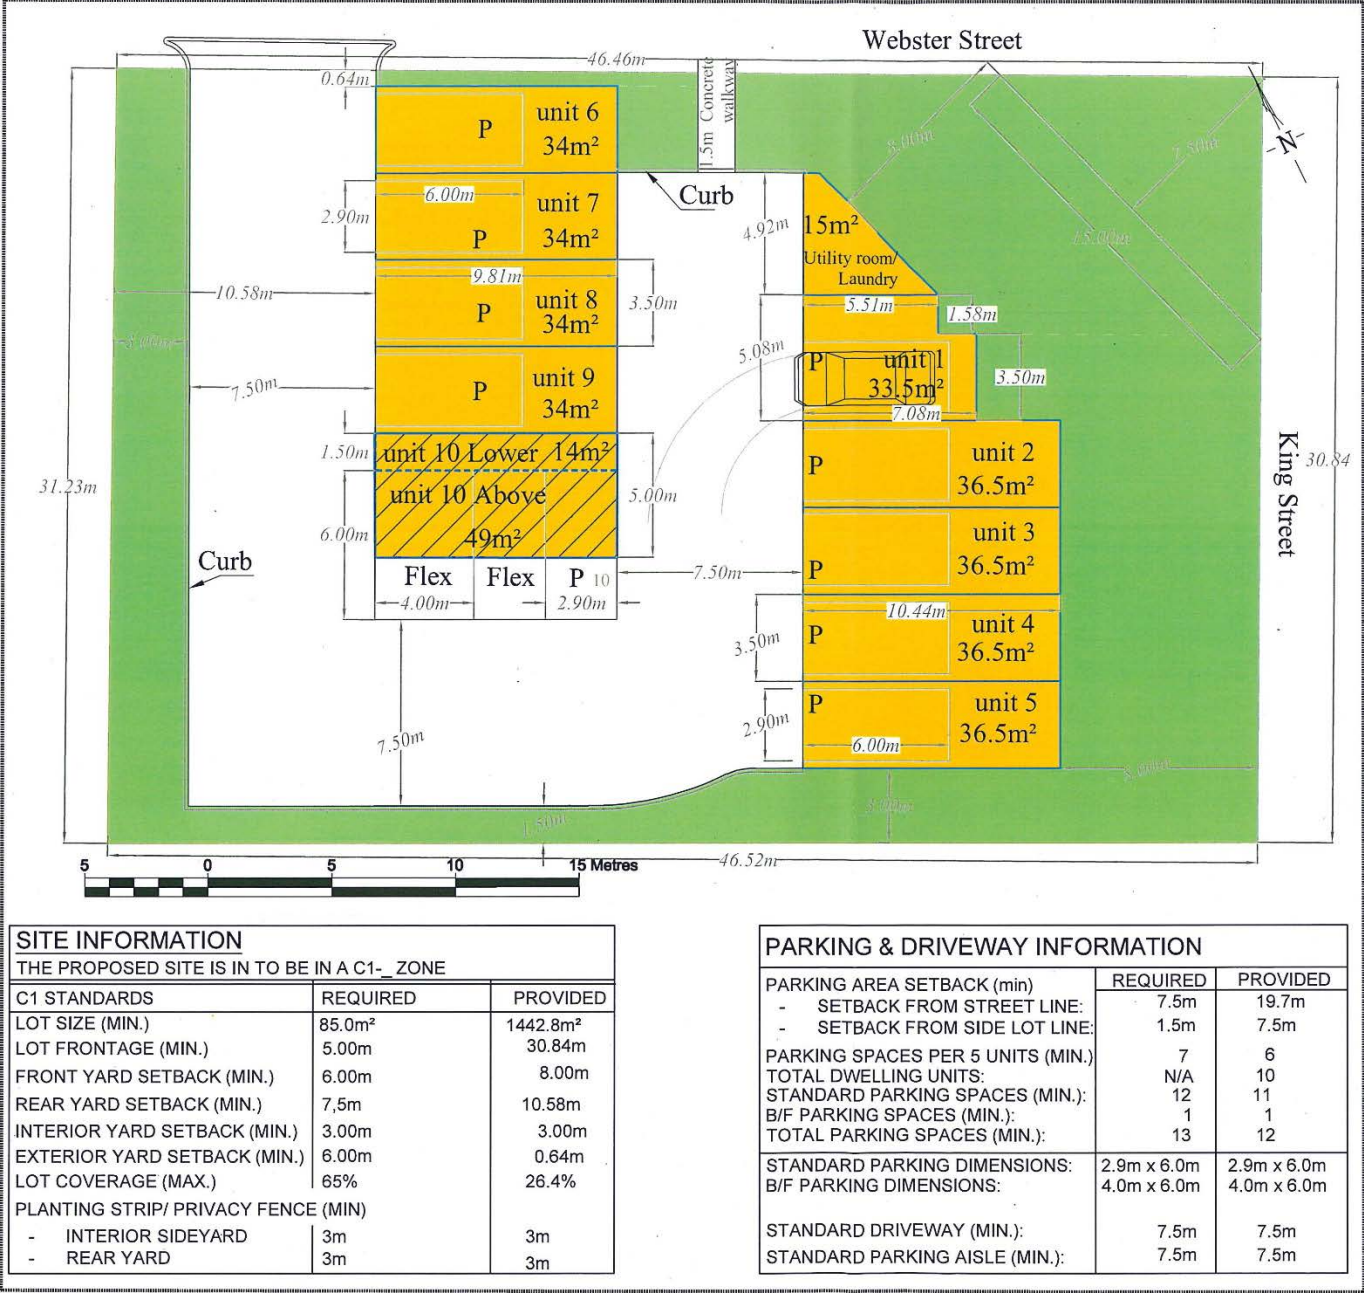 Webster Street
46.46m
0.64m
1.5m Concrete
walkway
unit 6
P
34m²
8.00m
7.50m
N
Curb
unit 7
6.00m
2.90m
34m²
P
4.92m
15m²
Utility room/
Laundry
15.00m
9.81m
10.58m
unit 8
34m²
P
3.50m
5.51m
1.58m
5.08m
P
unit 1
33.5m²
7.08m
3.50m
7.50m
unit 9
P
34m²
1.50m
unit 10 Lower 14m²
unit 10 Above
49m²
5.00m
6.00m
31.23m
30.84
King Street
P
unit 2
36.5m²
unit 3
36.5m²
P
Curb
Flex
Flex
P 10
4.00m
2.90m
7.50m
10.44m
3.50m
P
unit 4
36.5m²
P
unit 5
36.5m²
2.90m
6.00m
7.50m
1.50m
3.00m
46.52m
5 0 5 10 15 Metres
SITE INFORMATION
THE PROPOSED SITE IS IN TO BE IN A C1-_ ZONE
C1 STANDARDS REQUIRED PROVIDED
LOT SIZE (MIN.) 85.0m² 1442.8m²
LOT FRONTAGE (MIN.) 5.00m 30.84m
FRONT YARD SETBACK (MIN.) 6.00m 8.00m
REAR YARD SETBACK (MIN.) 7,5m 10.58m
INTERIOR YARD SETBACK (MIN.) 3.00m 3.00m
EXTERIOR YARD SETBACK (MIN.) 6.00m 0.64m
LOT COVERAGE (MAX.) 65% 26.4%
PLANTING STRIP/ PRIVACY FENCE (MIN)
- INTERIOR SIDEYARD 3m 3m
- REAR YARD 3m 3m
PARKING & DRIVEWAY INFORMATION
REQUIRED PROVIDED
PARKING AREA SETBACK (min)
- SETBACK FROM STREET LINE: 7.5m 19.7m
- SETBACK FROM SIDE LOT LINE: 1.5m 7.5m
PARKING SPACES PER 5 UNITS (MIN.) 7 6
TOTAL DWELLING UNITS: N/A 10
STANDARD PARKING SPACES (MIN.): 12 11
B/F PARKING SPACES (MIN.): 1 1
TOTAL PARKING SPACES (MIN.): 13 12
STANDARD PARKING DIMENSIONS: 2.9m x 6.0m 2.9m x 6.0m
B/F PARKING DIMENSIONS: 4.0m x 6.0m 4.0m x 6.0m
STANDARD DRIVEWAY (MIN.): 7.5m 7.5m
STANDARD PARKING AISLE (MIN.): 7.5m 7.5m